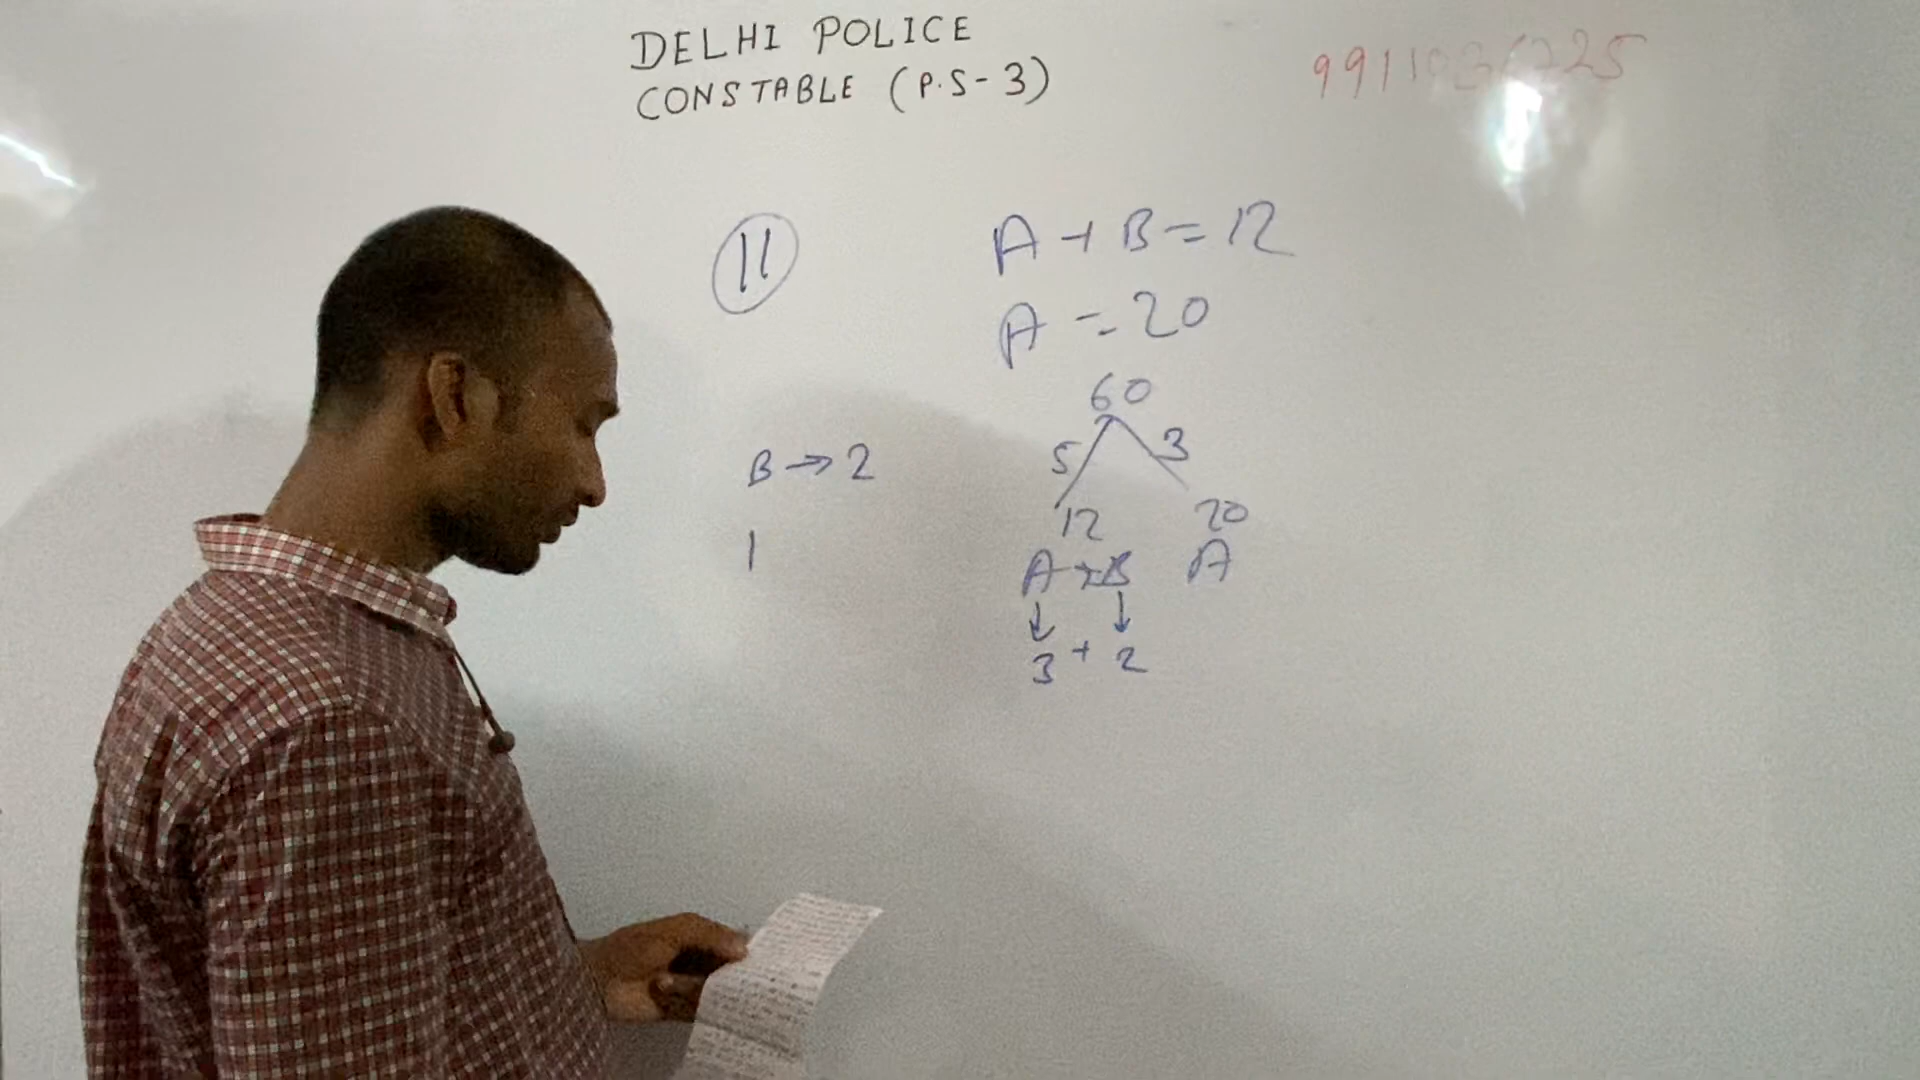 DELHI POLICE
CONSTABLE (P.S-3)
11
A + B = 12
A = 20
60
5 3
B → 2
12 20
1
A + B A
↓ ↓
3 + 2